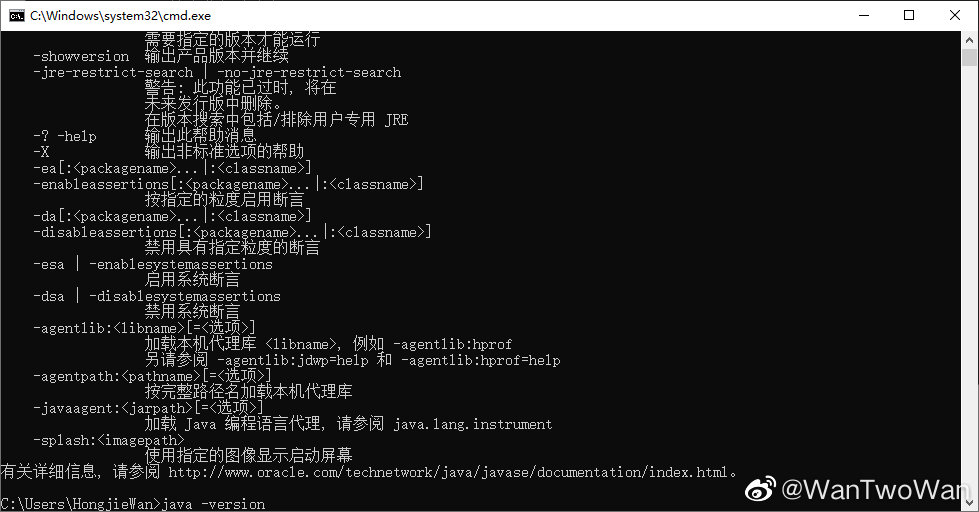 C:\Windows\system32\cmd.exe
需要指定的版本才能运行
-showversion 输出产品版本并继续
-jre-restrict-search | -no-jre-restrict-search
警告: 此功能已过时, 将在
未来发行版中删除。
在版本搜索中包括/排除用户专用 JRE
-? -help 输出此帮助消息
-X 输出非标准选项的帮助
-ea[:<packagename>...|:<classname>]
-enableassertions[:<packagename>...|:<classname>]
按指定的粒度启用断言
-da[:<packagename>...|:<classname>]
-disableassertions[:<packagename>...|:<classname>]
禁用具有指定粒度的断言
-esa | -enablesystemassertions
启用系统断言
-dsa | -disablesystemassertions
禁用系统断言
-agentlib:<libname>[=<选项>]
加载本机代理库 <libname>, 例如 -agentlib:hprof
另请参阅 -agentlib:jdwp=help 和 -agentlib:hprof=help
-agentpath:<pathname>[=<选项>]
按完整路径名加载本机代理库
-javaagent:<jarpath>[=<选项>]
加载 Java 编程语言代理, 请参阅 java.lang.instrument
-splash:<imagepath>
使用指定的图像显示启动屏幕
有关详细信息, 请参阅 http://www.oracle.com/technetwork/java/javase/documentation/index.html。
C:\Users\HongjieWan>java -version
@WanTwoWan